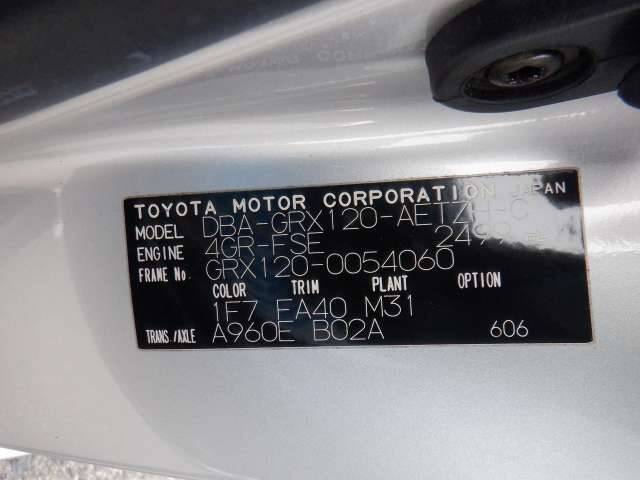 TOYOTA MOTOR CORPORATION JAPAN
MODEL DBA-GRX120-AETZH-C
ENGINE 4GR-FSE 2499 cc
FRAME No. GRX120-0054060
COLOR TRIM PLANT OPTION
1F7 EA40 M31
TRANS/AXLE A960E B02A 606